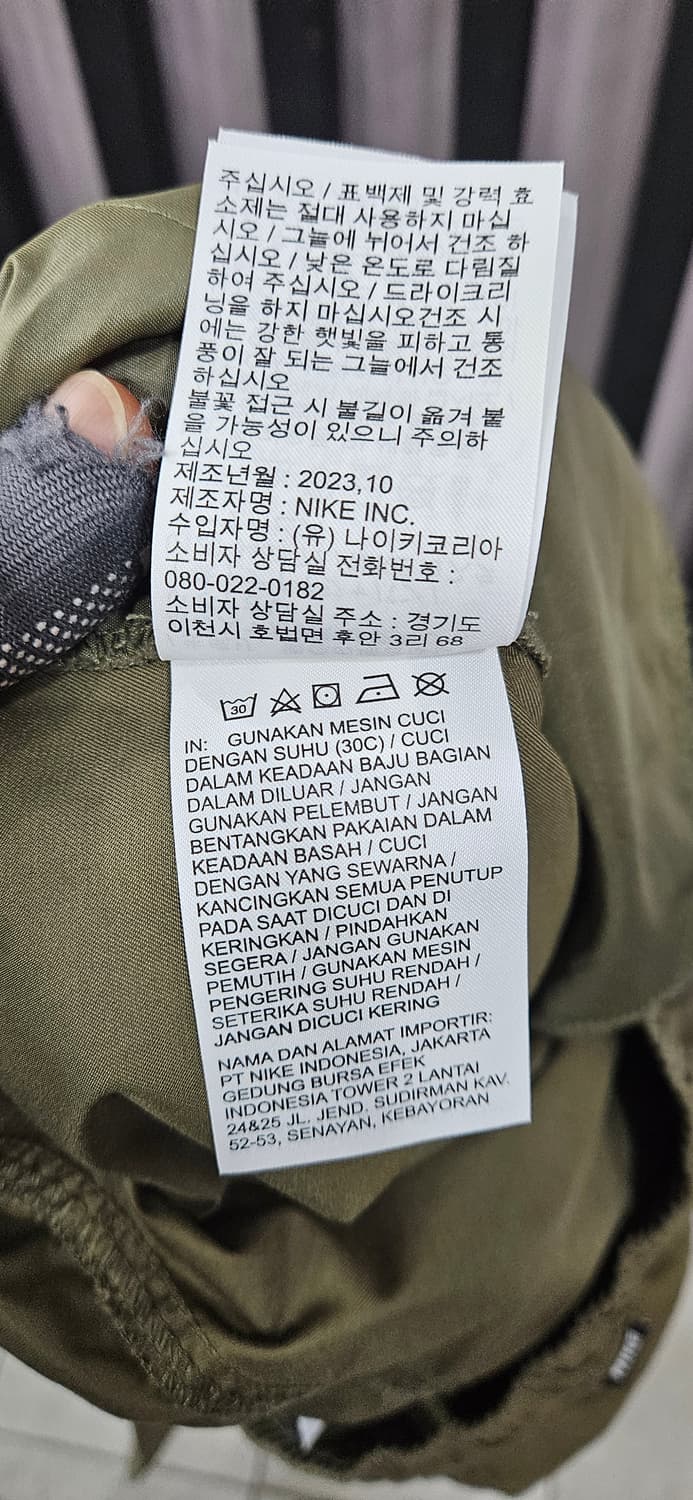 주십시오 / 표백제 및 강력 효
소제는 절대 사용하지 마십
시오 / 그늘에 뉘어서 건조 하
십시오 / 낮은 온도로 다림질
하여 주십시오 / 드라이크리
닝을 하지 마십시오건조 시
에는 강한 햇빛을 피하고 통
풍이 잘 되는 그늘에서 건조
하십시오
불꽃 접근 시 불길이 옮겨 붙
을 가능성이 있으니 주의하
십시오
제조년월 : 2023,10
제조자명 : NIKE INC.
수입자명 : (유) 나이키코리아
소비자 상담실 전화번호 :
080-022-0182
소비자 상담실 주소 : 경기도
이천시 호법면 후안 3리 68
30
IN: GUNAKAN MESIN CUCI
DENGAN SUHU (30C) / CUCI
DALAM KEADAAN BAJU BAGIAN
DALAM DILUAR / JANGAN
GUNAKAN PELEMBUT / JANGAN
BENTANGKAN PAKAIAN DALAM
KEADAAN BASAH / CUCI
DENGAN YANG SEWARNA /
KANCINGKAN SEMUA PENUTUP
PADA SAAT DICUCI DAN DI
KERINGKAN / PINDAHKAN
SEGERA / JANGAN GUNAKAN
PEMUTIH / GUNAKAN MESIN
PENGERING SUHU RENDAH /
SETERIKA SUHU RENDAH /
JANGAN DICUCI KERING
NAMA DAN ALAMAT IMPORTIR:
PT NIKE INDONESIA, JAKARTA
GEDUNG BURSA EFEK
INDONESIA TOWER 2 LANTAI
24&25 JL. JEND. SUDIRMAN KAV.
52-53, SENAYAN, KEBAYORAN